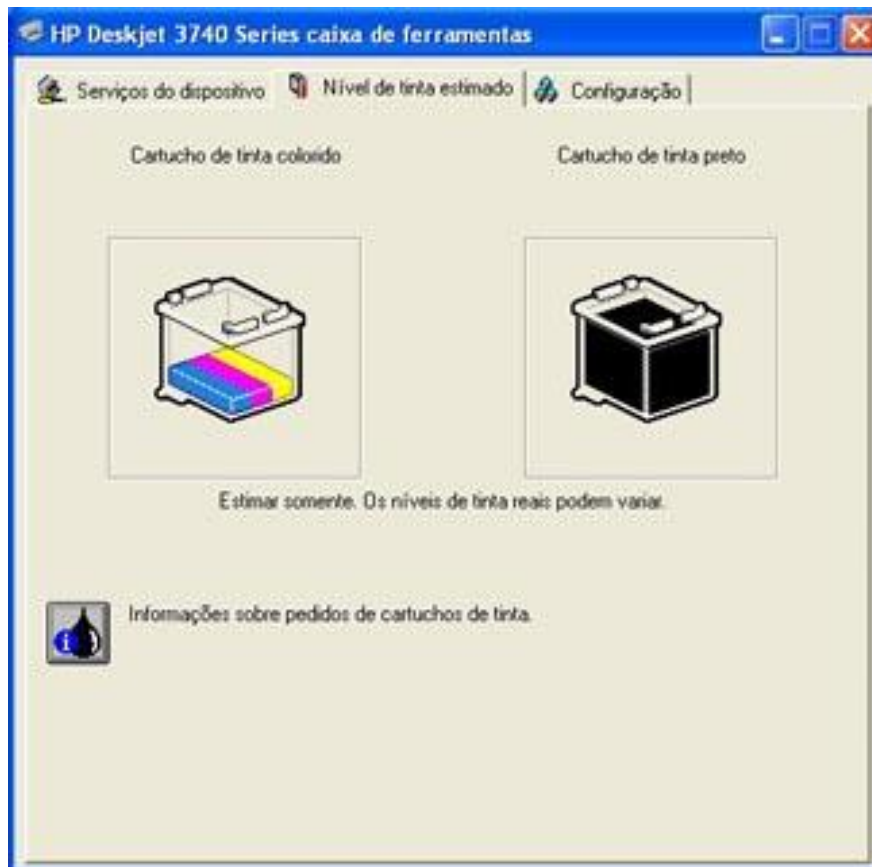 HP Deskjet 3740 Series caixa de ferramentas
Serviços do dispositivo
Nível de tinta estimado
Configuração
Cartucho de tinta colorido
Cartucho de tinta preto
Estimar somente. Os níveis de tinta reais podem variar.
Informações sobre pedidos de cartuchos de tinta.